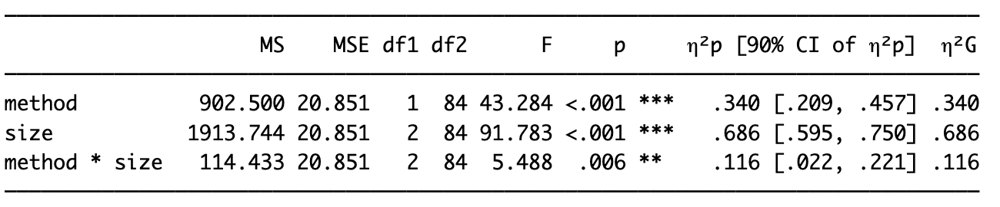 MS MSE df1 df2 F p η²p [90% CI of η²p] η²G
method 902.500 20.851 1 84 43.284 <.001 *** .340 [.209, .457] .340
size 1913.744 20.851 2 84 91.783 <.001 *** .686 [.595, .750] .686
method * size 114.433 20.851 2 84 5.488 .006 ** .116 [.022, .221] .116